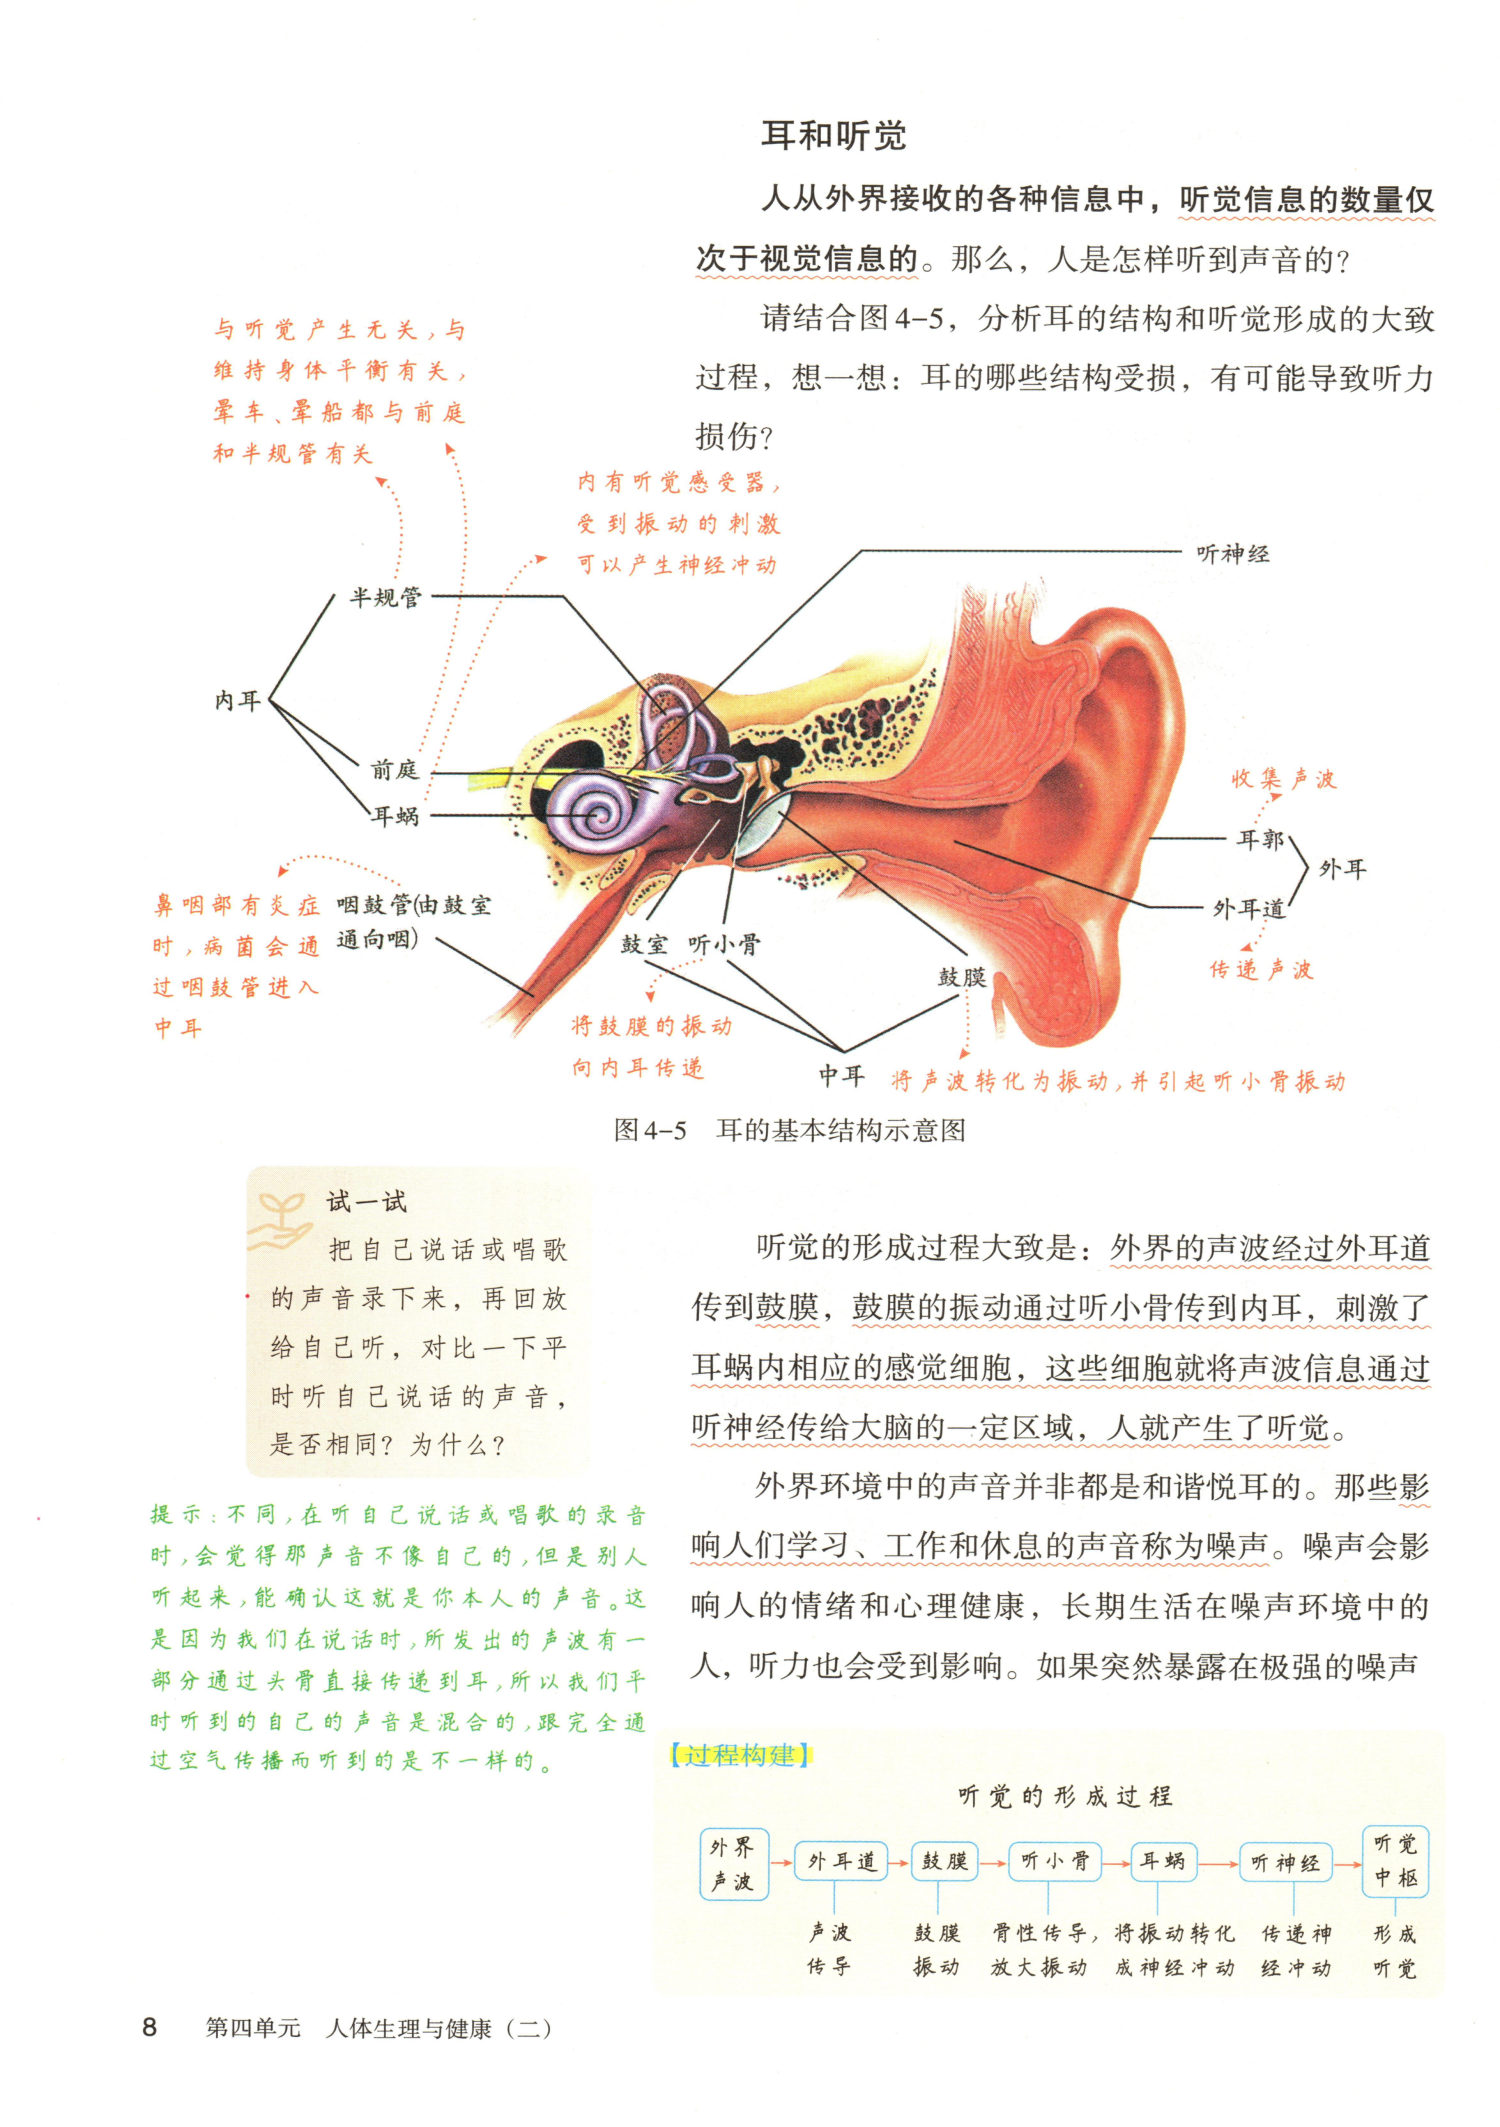 耳和听觉
人从外界接收的各种信息中，听觉信息的数量仅
次于视觉信息的。那么，人是怎样听到声音的？
请结合图4-5，分析耳的结构和听觉形成的大致
过程，想一想：耳的哪些结构受损，有可能导致听力
损伤？
与听觉产生无关，与
维持身体平衡有关，
晕车、晕船都与前庭
和半规管有关
内有听觉感受器，
受到振动的刺激
可以产生神经冲动
听神经
半规管
内耳
前庭
耳蜗
收集声波
耳郭
外耳
外耳道
传递声波
鼻咽部有炎症
时，病菌会通
过咽鼓管进入
中耳
咽鼓管(由鼓室
通向咽)
鼓室
听小骨
鼓膜
将鼓膜的振动
向内耳传递
中耳
将声波转化为振动，并引起听小骨振动
图4-5 耳的基本结构示意图
试一试
把自己说话或唱歌
的声音录下来，再回放
给自己听，对比一下平
时听自己说话的声音，
是否相同？为什么？
提示：不同，在听自己说话或唱歌的录音
时，会觉得那声音不像自己的，但是别人
听起来，能确认这就是你本人的声音。这
是因为我们在说话时，所发出的声波有一
部分通过头骨直接传递到耳，所以我们平
时听到的自己的声音是混合的，跟完全通
过空气传播而听到的是不一样的。
听觉的形成过程大致是：外界的声波经过外耳道
传到鼓膜，鼓膜的振动通过听小骨传到内耳，刺激了
耳蜗内相应的感觉细胞，这些细胞就将声波信息通过
听神经传给大脑的一定区域，人就产生了听觉。
外界环境中的声音并非都是和谐悦耳的。那些影
响人们学习、工作和休息的声音称为噪声。噪声会影
响人的情绪和心理健康，长期生活在噪声环境中的
人，听力也会受到影响。如果突然暴露在极强的噪声
【过程构建】
听觉的形成过程
外界
声波
外耳道
鼓膜
听小骨
耳蜗
听神经
听觉
中枢
声波
传导
鼓膜
振动
骨性传导，
放大振动
将振动转化
成神经冲动
传递神
经冲动
形成
听觉
8 第四单元 人体生理与健康（二）